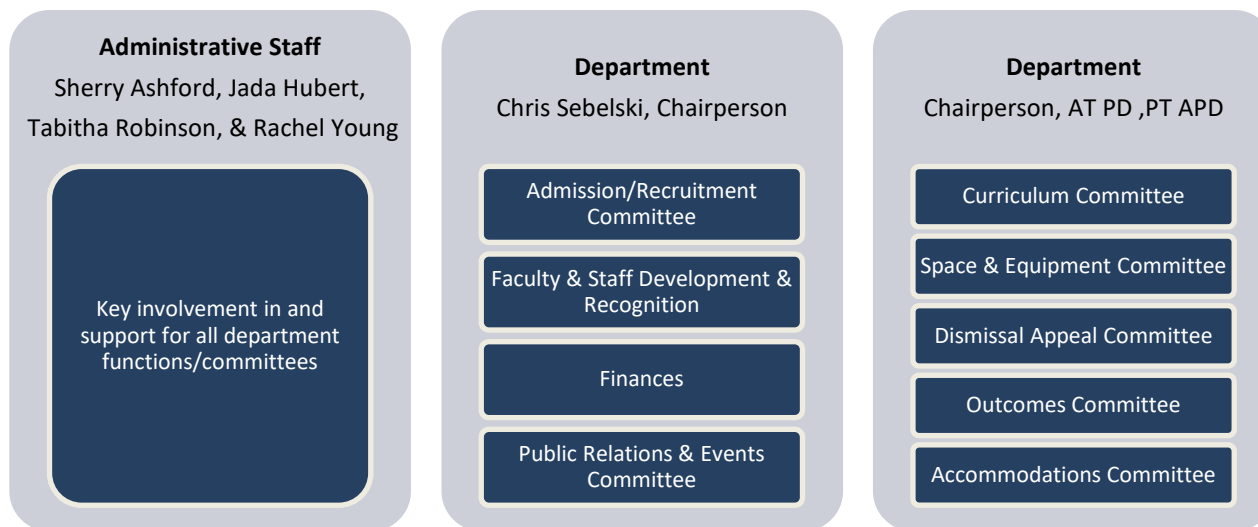 Administrative Staff
Sherry Ashford, Jada Hubert,
Tabitha Robinson, & Rachel Young
Key involvement in and
support for all department
functions/committees
Department
Chris Sebelski, Chairperson
Admission/Recruitment
Committee
Faculty & Staff Development &
Recognition
Finances
Public Relations & Events
Committee
Department
Chairperson, AT PD ,PT APD
Curriculum Committee
Space & Equipment Committee
Dismissal Appeal Committee
Outcomes Committee
Accommodations Committee